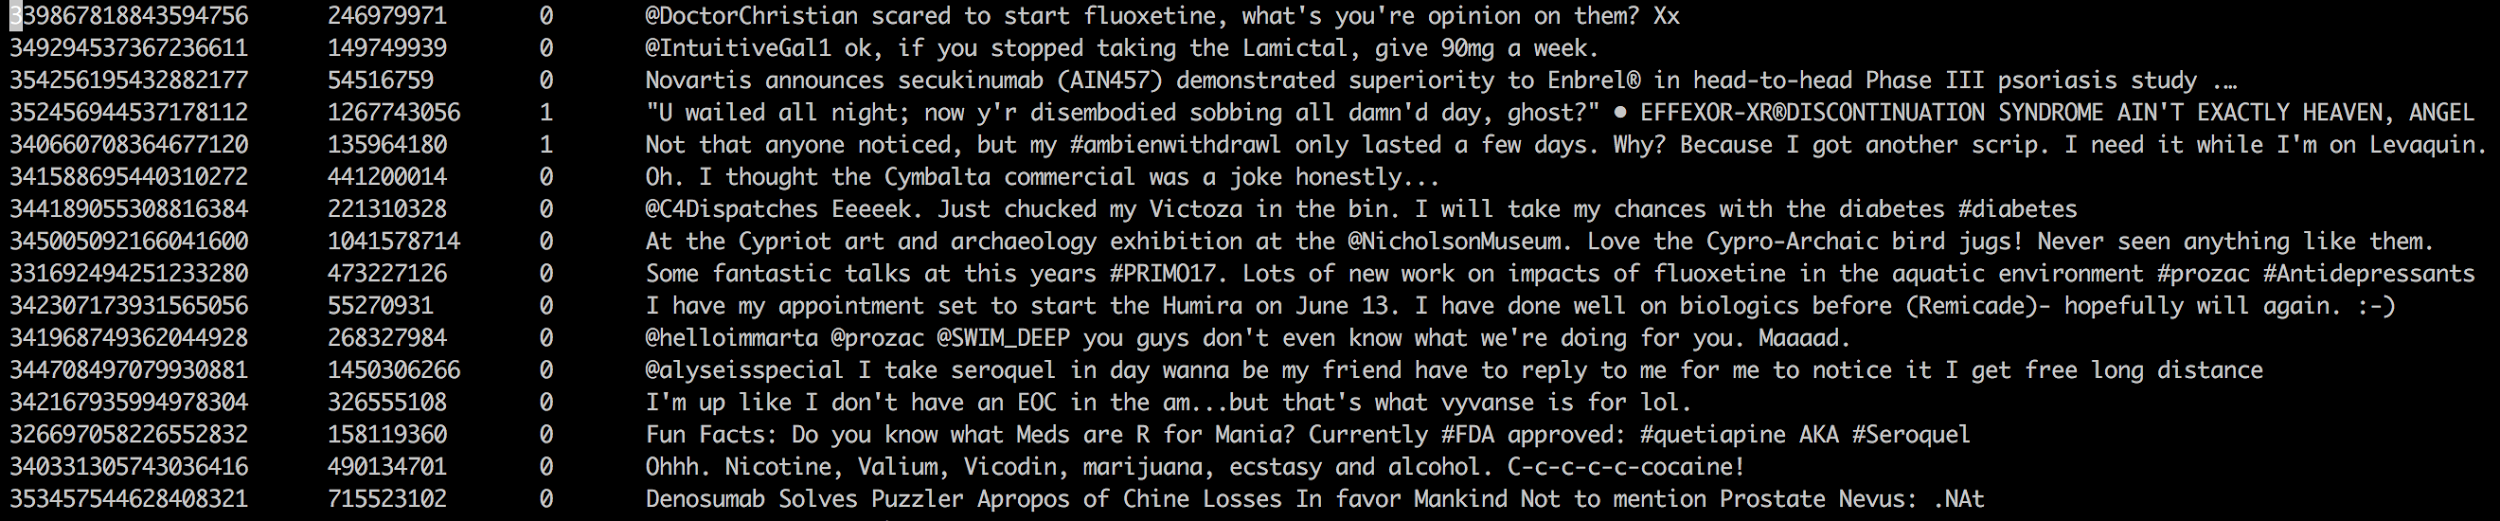 339867818843594756 246979971 0 @DoctorChristian scared to start fluoxetine, what's you're opinion on them? Xx
349294537367236611 149749939 0 @IntuitiveGal1 ok, if you stopped taking the Lamictal, give 90mg a week.
354256195432882177 54516759 0 Novartis announces secukinumab (AIN457) demonstrated superiority to Enbrel® in head-to-head Phase III psoriasis study .…
352456944537178112 1267743056 1 "U wailed all night; now y'r disembodied sobbing all damn'd day, ghost?" • EFFEXOR-XR®DISCONTINUATION SYNDROME AIN'T EXACTLY HEAVEN, ANGEL
340660708364677120 135964180 1 Not that anyone noticed, but my #ambienwithdrawl only lasted a few days. Why? Because I got another scrip. I need it while I'm on Levaquin.
341588695440310272 441200014 0 Oh. I thought the Cymbalta commercial was a joke honestly...
344189055308816384 221310328 0 @C4Dispatches Eeeeek. Just chucked my Victoza in the bin. I will take my chances with the diabetes #diabetes
345005092166041600 1041578714 0 At the Cypriot art and archaeology exhibition at the @NicholsonMuseum. Love the Cypro-Archaic bird jugs! Never seen anything like them.
331692494251233280 473227126 0 Some fantastic talks at this years #PRIMO17. Lots of new work on impacts of fluoxetine in the aquatic environment #prozac #Antidepressants
342307173931565056 55270931 0 I have my appointment set to start the Humira on June 13. I have done well on biologics before (Remicade)- hopefully will again. :-)
341968749362044928 268327984 0 @helloimmarta @prozac @SWIM_DEEP you guys don't even know what we're doing for you. Maaaad.
344708497079930881 1450306266 0 @alyseisspecial I take seroquel in day wanna be my friend have to reply to me for me to notice it I get free long distance
342167935994978304 326555108 0 I'm up like I don't have an EOC in the am...but that's what vyvanse is for lol.
326697058226552832 158119360 0 Fun Facts: Do you know what Meds are R for Mania? Currently #FDA approved: #quetiapine AKA #Seroquel
340331305743036416 490134701 0 Ohhh. Nicotine, Valium, Vicodin, marijuana, ecstasy and alcohol. C-c-c-c-c-cocaine!
353457544628408321 715523102 0 Denosumab Solves Puzzler Apropos of Chine Losses In favor Mankind Not to mention Prostate Nevus: .NAt